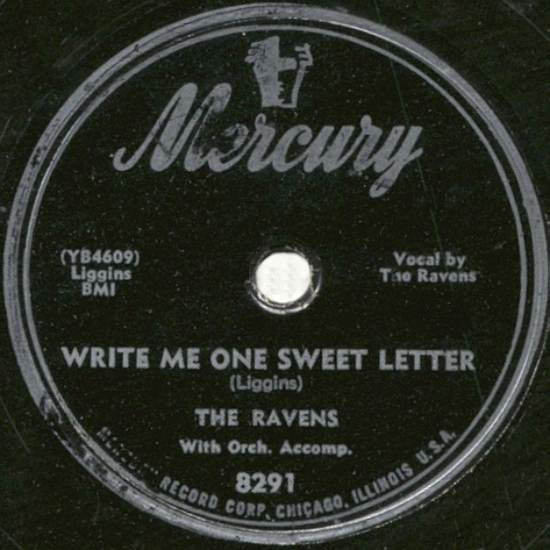 Mercury
(YB4609)
Liggins
BMI
Vocal by
The Ravens
WRITE ME ONE SWEET LETTER
(Liggins)
THE RAVENS
With Orch. Accomp.
8291
MERCURY RECORD CORP. CHICAGO, ILLINOIS U.S.A.